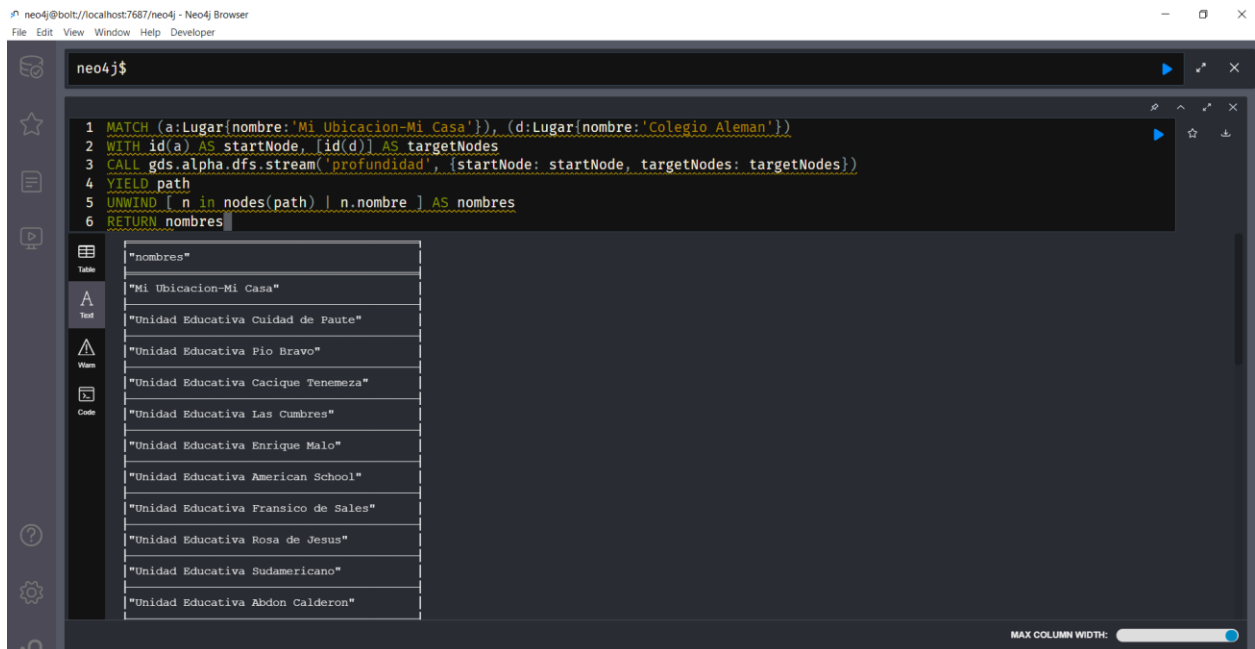 neo4j@bolt://localhost:7687/neo4j - Neo4j Browser
File Edit View Window Help Developer
neo4j$
1 MATCH (a:Lugar{nombre:'Mi Ubicacion-Mi Casa'}), (d:Lugar{nombre:'Colegio Aleman'})
2 WITH id(a) AS startNode, [id(d)] AS targetNodes
3 CALL gds.alpha.dfs.stream('profundidad', {startNode: startNode, targetNodes: targetNodes})
4 YIELD path
5 UNWIND [ n in nodes(path) | n.nombre ] AS nombres
6 RETURN nombres
Table
Text
Warn
Code
"nombres"
"Mi Ubicacion-Mi Casa"
"Unidad Educativa Cuidad de Paute"
"Unidad Educativa Pio Bravo"
"Unidad Educativa Cacique Tenemeza"
"Unidad Educativa Las Cumbres"
"Unidad Educativa Enrique Malo"
"Unidad Educativa American School"
"Unidad Educativa Fransico de Sales"
"Unidad Educativa Rosa de Jesus"
"Unidad Educativa Sudamericano"
"Unidad Educativa Abdon Calderon"
MAX COLUMN WIDTH: